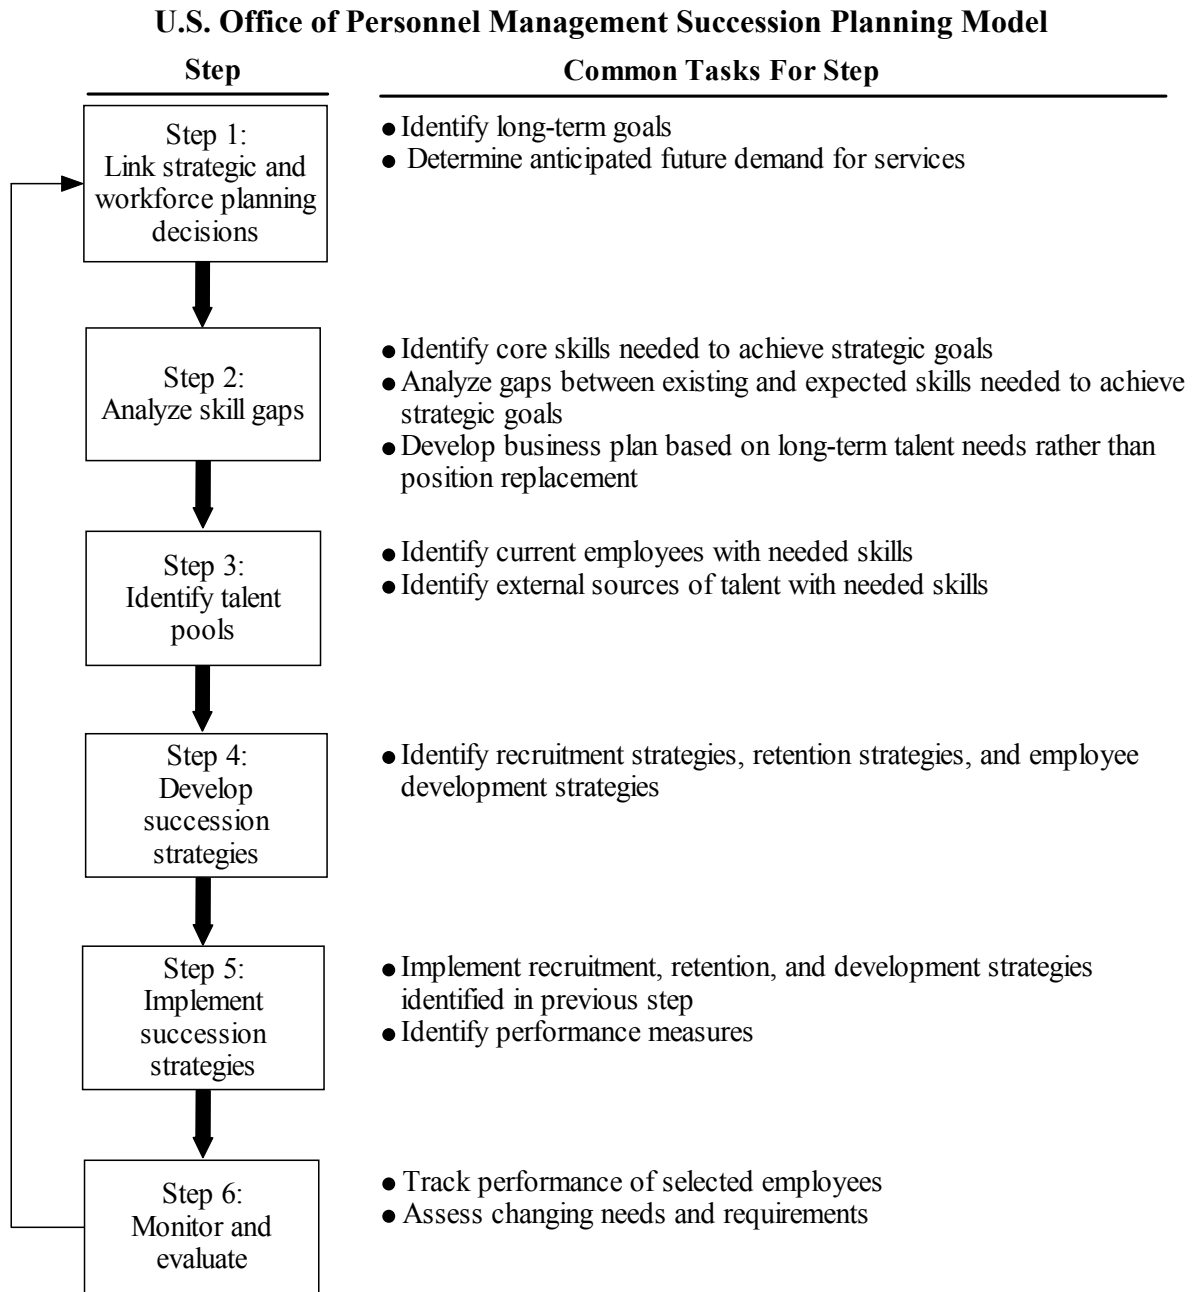 U.S. Office of Personnel Management Succession Planning Model
Step
Common Tasks For Step
Step 1:
Link strategic and
workforce planning
decisions
● Identify long-term goals
● Determine anticipated future demand for services
Step 2:
Analyze skill gaps
● Identify core skills needed to achieve strategic goals
● Analyze gaps between existing and expected skills needed to achieve
strategic goals
● Develop business plan based on long-term talent needs rather than
position replacement
Step 3:
Identify talent
pools
● Identify current employees with needed skills
● Identify external sources of talent with needed skills
Step 4:
Develop
succession
strategies
● Identify recruitment strategies, retention strategies, and employee
development strategies
Step 5:
Implement
succession
strategies
● Implement recruitment, retention, and development strategies
identified in previous step
● Identify performance measures
Step 6:
Monitor and
evaluate
● Track performance of selected employees
● Assess changing needs and requirements